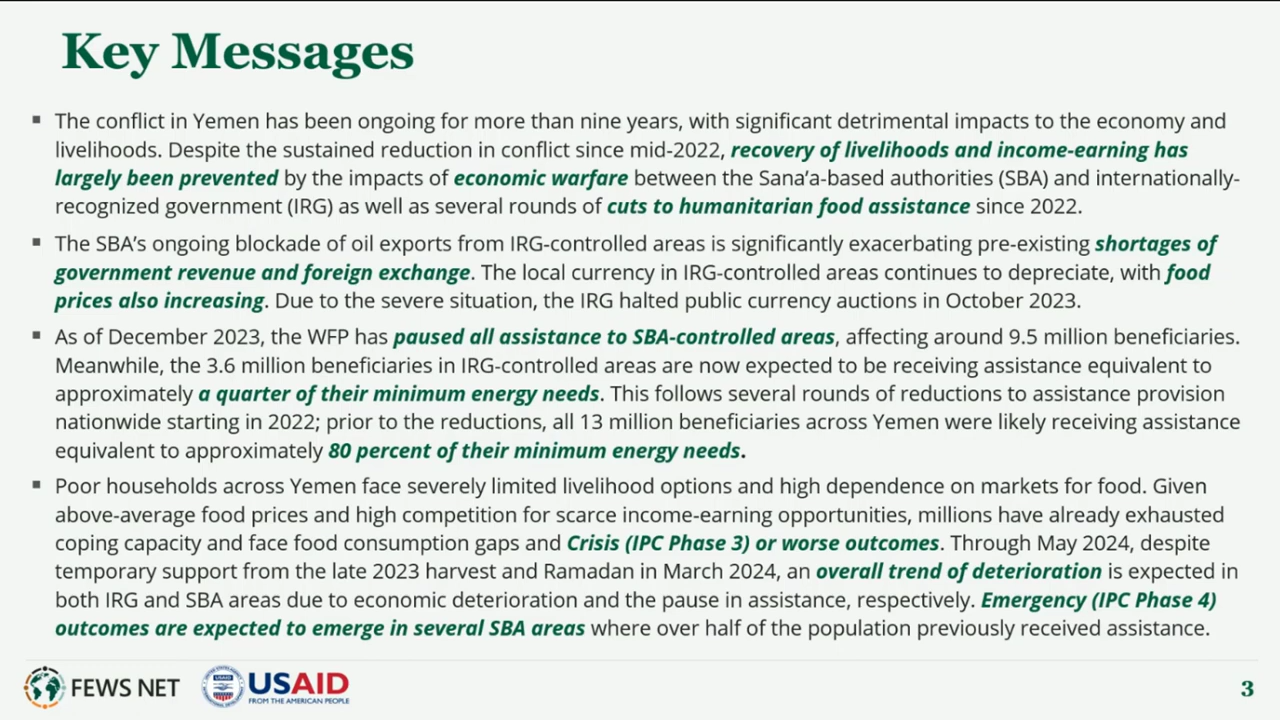 Key Messages
▪ The conflict in Yemen has been ongoing for more than nine years, with significant detrimental impacts to the economy and
livelihoods. Despite the sustained reduction in conflict since mid-2022, recovery of livelihoods and income-earning has
largely been prevented by the impacts of economic warfare between the Sana’a-based authorities (SBA) and internationally-
recognized government (IRG) as well as several rounds of cuts to humanitarian food assistance since 2022.
▪ The SBA’s ongoing blockade of oil exports from IRG-controlled areas is significantly exacerbating pre-existing shortages of
government revenue and foreign exchange. The local currency in IRG-controlled areas continues to depreciate, with food
prices also increasing. Due to the severe situation, the IRG halted public currency auctions in October 2023.
▪ As of December 2023, the WFP has paused all assistance to SBA-controlled areas, affecting around 9.5 million beneficiaries.
Meanwhile, the 3.6 million beneficiaries in IRG-controlled areas are now expected to be receiving assistance equivalent to
approximately a quarter of their minimum energy needs. This follows several rounds of reductions to assistance provision
nationwide starting in 2022; prior to the reductions, all 13 million beneficiaries across Yemen were likely receiving assistance
equivalent to approximately 80 percent of their minimum energy needs.
▪ Poor households across Yemen face severely limited livelihood options and high dependence on markets for food. Given
above-average food prices and high competition for scarce income-earning opportunities, millions have already exhausted
coping capacity and face food consumption gaps and Crisis (IPC Phase 3) or worse outcomes. Through May 2024, despite
temporary support from the late 2023 harvest and Ramadan in March 2024, an overall trend of deterioration is expected in
both IRG and SBA areas due to economic deterioration and the pause in assistance, respectively. Emergency (IPC Phase 4)
outcomes are expected to emerge in several SBA areas where over half of the population previously received assistance.
FEWS NET
USAID
FROM THE AMERICAN PEOPLE
3